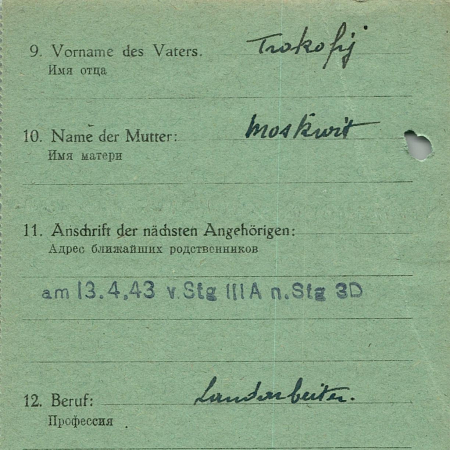 9. Vorname des Vaters. Trokofij
Имя отца
10. Name der Mutter: Moskwit
Имя матери
11. Anschrift der nächsten Angehörigen:
Адрес ближайших родственников
am 13.4.43 v. Stg III A n. Stg 3D
12. Beruf: Landarbeiter.
Профессия